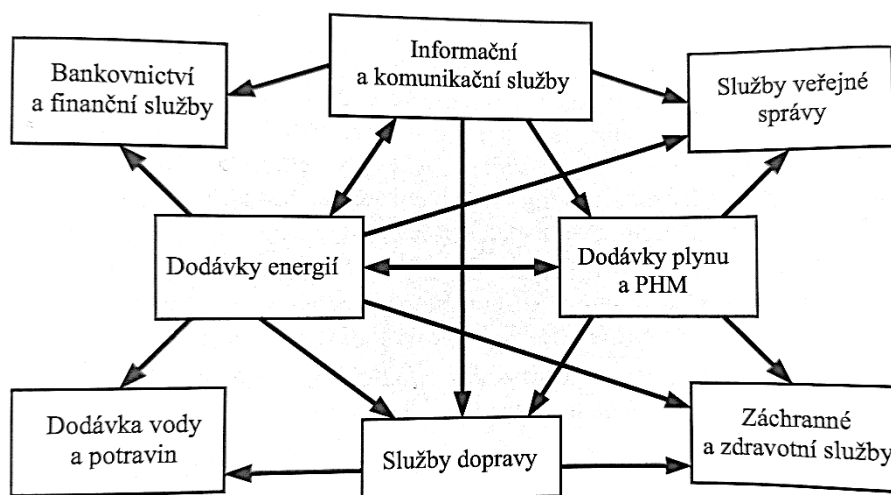 Informační
a komunikační služby
Bankovnictví
a finanční služby
Služby veřejné
správy
Dodávky energií
Dodávky plynu
a PHM
Dodávka vody
a potravin
Služby dopravy
Záchranné
a zdravotní služby